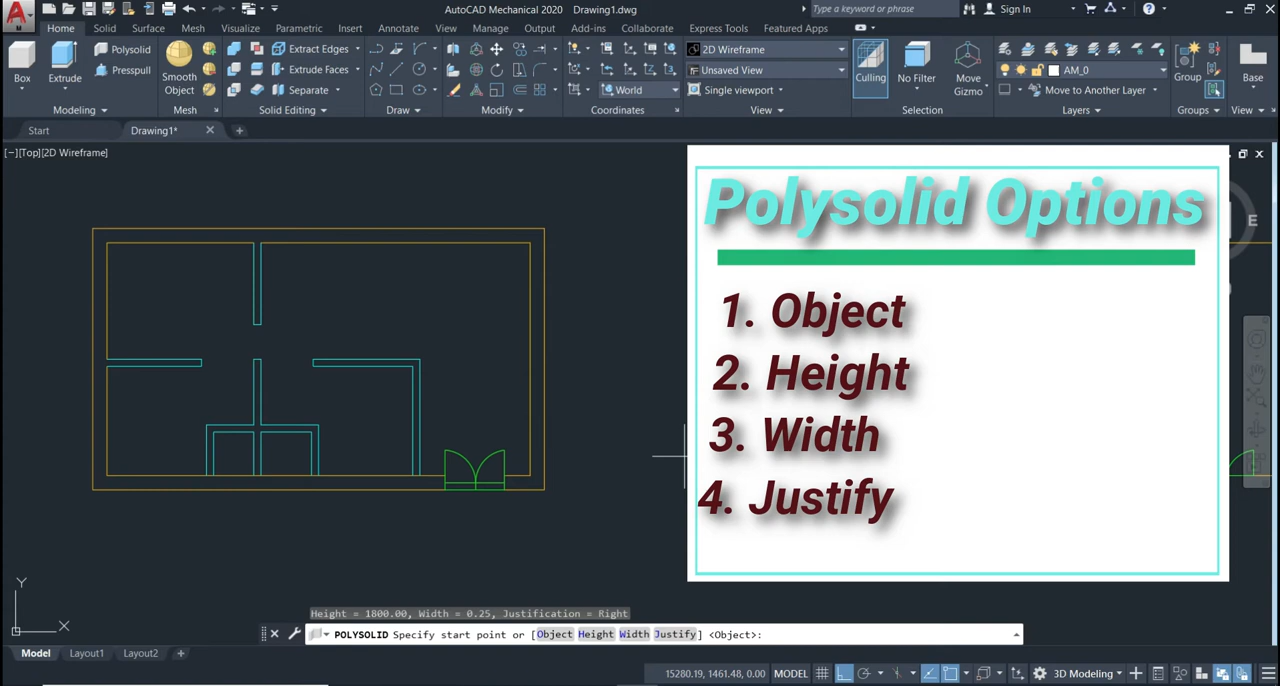 AutoCAD Mechanical 2020 Drawing1.dwg
Type a keyword or phrase
Sign In
Home Solid Surface Mesh Visualize Parametric Insert Annotate View Manage Output Add-ins Collaborate Express Tools Featured Apps
Box
Extrude
Polysolid
Presspull
Modeling
Smooth
Object
Mesh
Extract Edges
Extrude Faces
Separate
Solid Editing
Draw
Modify
World
Coordinates
2D Wireframe
Unsaved View
Single viewport
View
Culling
No Filter
Move
Gizmo
Selection
AM_0
Move to Another Layer
Layers
Group
Groups
Base
View
Start
Drawing1*
[−][Top][2D Wireframe]
Polysolid Options
1. Object
2. Height
3. Width
4. Justify
E
Y
X
Height = 1800.00, Width = 0.25, Justification = Right
POLYSOLID Specify start point or [Object Height Width Justify] <Object>:
Model Layout1 Layout2
15280.19, 1461.48, 0.00 MODEL
3D Modeling